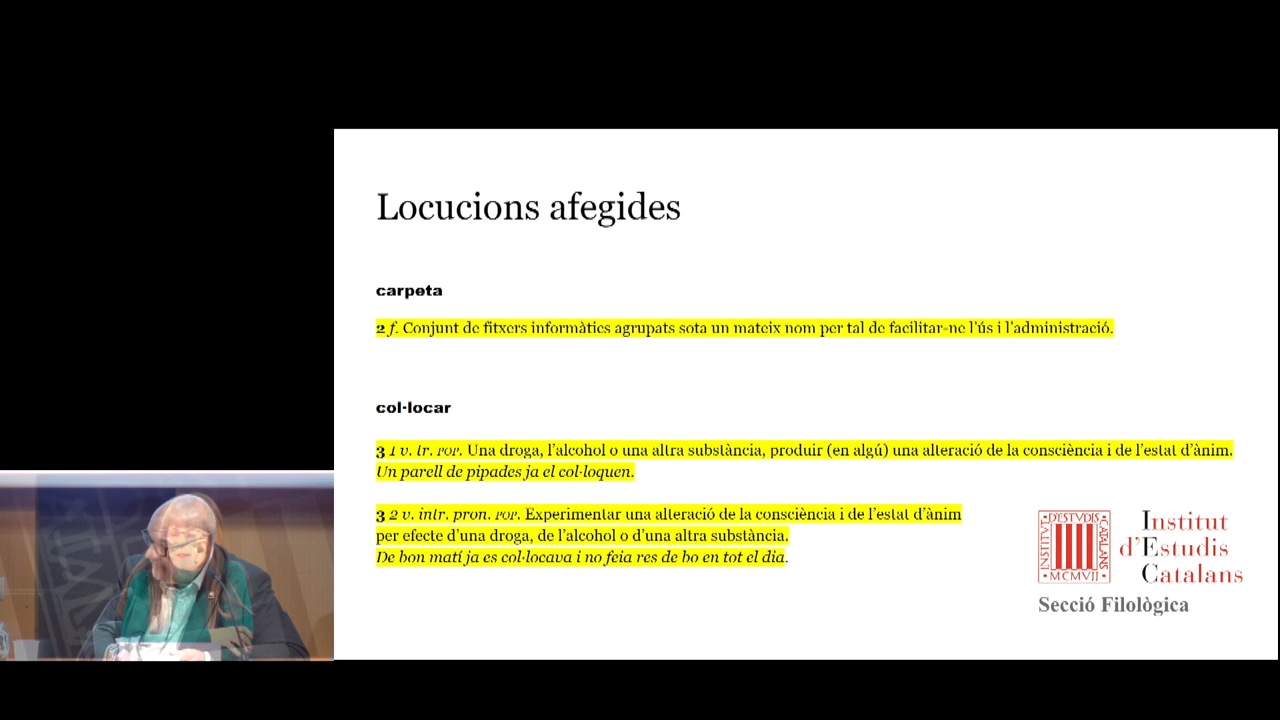 Locucions afegides
carpeta
2 f. Conjunt de fitxers informàtics agrupats sota un mateix nom per tal de facilitar-ne l'ús i l'administració.
col·locar
3 1 v. tr. POP. Una droga, l'alcohol o una altra substància, produir (en algú) una alteració de la consciència i de l'estat d'ànim.
Un parell de pipades ja el col·loquen.
3 2 v. intr. pron. POP. Experimentar una alteració de la consciència i de l'estat d'ànim
per efecte d'una droga, de l'alcohol o d'una altra substància.
De bon matí ja es col·locava i no feia res de bo en tot el dia.
INSTITVT
D'ESTVDIS
CATALANS
MCMVII
Institut
d'Estudis
Catalans
Secció Filològica